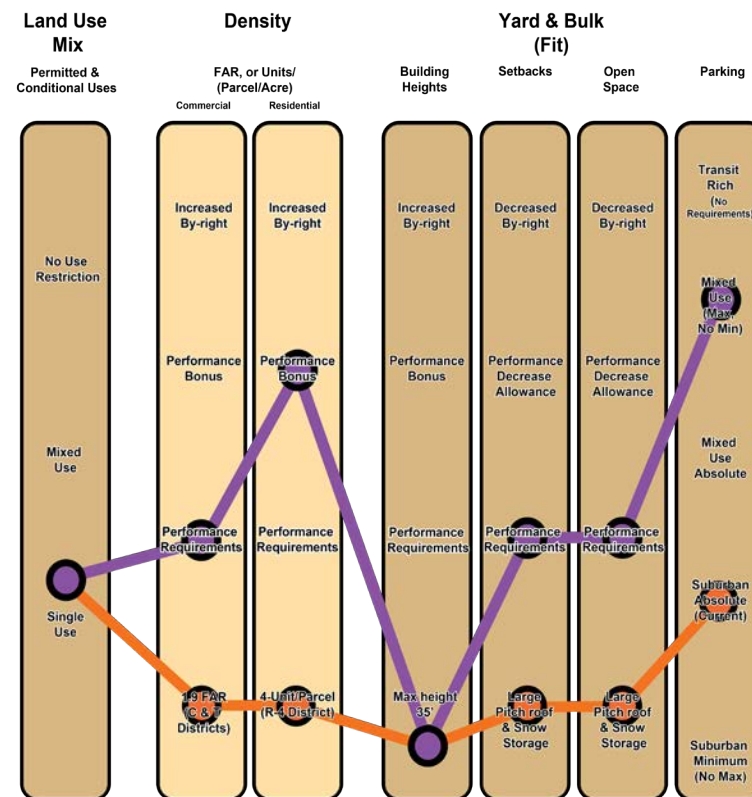 Land Use
Mix
Density
Yard & Bulk
(Fit)
Permitted &
Conditional Uses
FAR, or Units/
(Parcel/Acre)
Commercial
Residential
Building
Heights
Setbacks
Open
Space
Parking
No Use
Restriction
Mixed
Use
Single
Use
Increased
By-right
Performance
Bonus
Performance
Requirements
1.9 FAR
(C & T
Districts)
Increased
By-right
Performance
Bonus
Performance
Requirements
4-Unit/Parcel
(R-4 District)
Increased
By-right
Performance
Bonus
Performance
Requirements
Max height
35'
Decreased
By-right
Performance
Decrease
Allowance
Performance
Requirements
Large
Pitch roof
& Snow
Storage
Decreased
By-right
Performance
Decrease
Allowance
Performance
Requirements
Large
Pitch roof
& Snow
Storage
Transit
Rich
(No
Requirements)
Mixed
Use
(Max,
No Min)
Mixed
Use
Absolute
Suburban
Absolute
(Current)
Suburban
Minimum
(No Max)